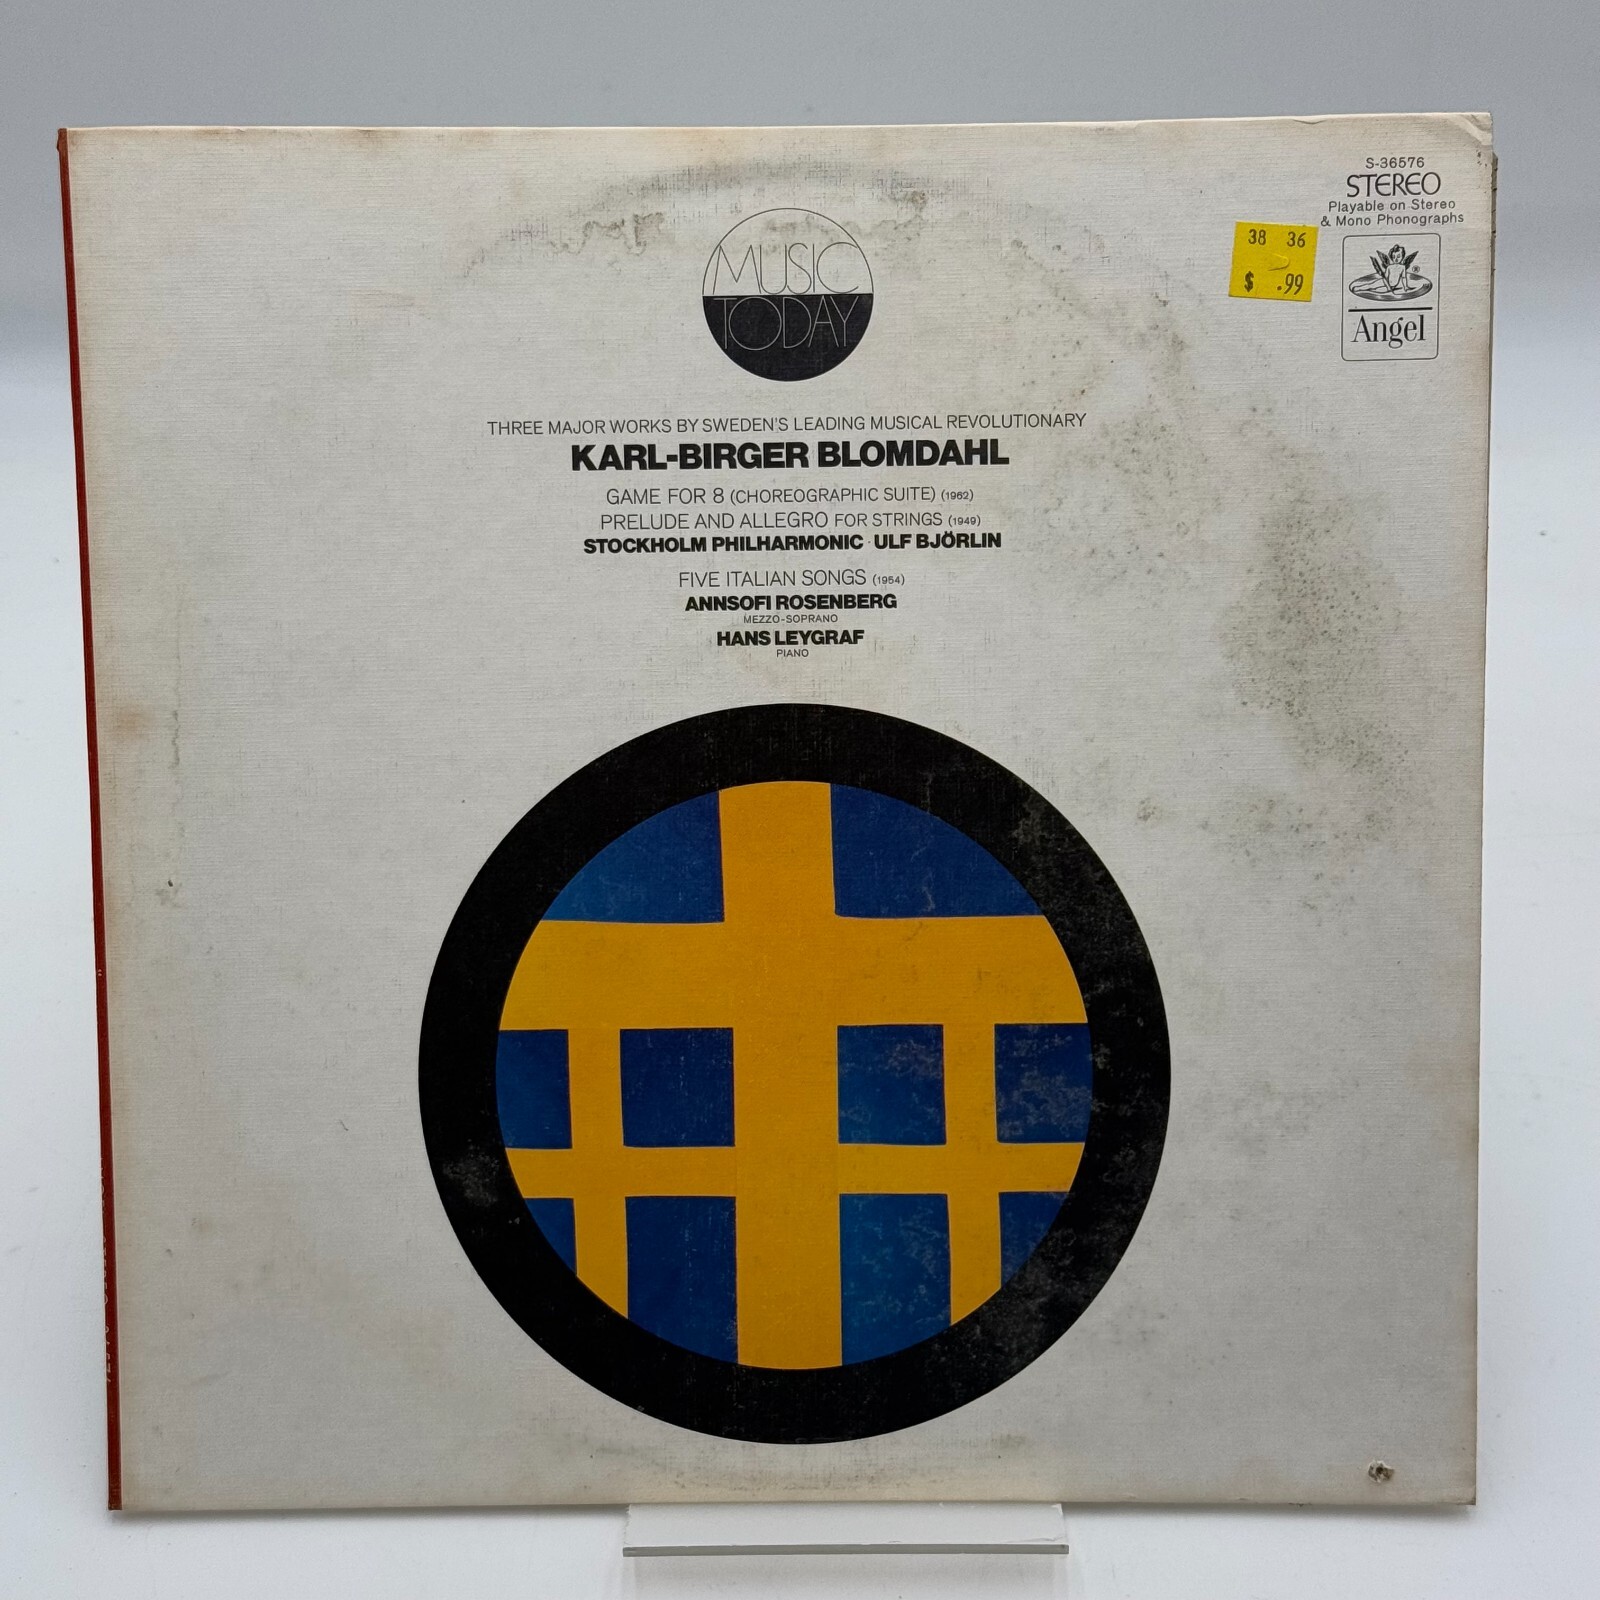 S-36576
STEREO
Playable on Stereo
& Mono Phonographs
38 36
$ .99
®
Angel
MUSIC
TODAY
THREE MAJOR WORKS BY SWEDEN'S LEADING MUSICAL REVOLUTIONARY
KARL-BIRGER BLOMDAHL
GAME FOR 8 (CHOREOGRAPHIC SUITE) (1962)
PRELUDE AND ALLEGRO FOR STRINGS (1949)
STOCKHOLM PHILHARMONIC · ULF BJÖRLIN
FIVE ITALIAN SONGS (1954)
ANNSOFI ROSENBERG
MEZZO-SOPRANO
HANS LEYGRAF
PIANO